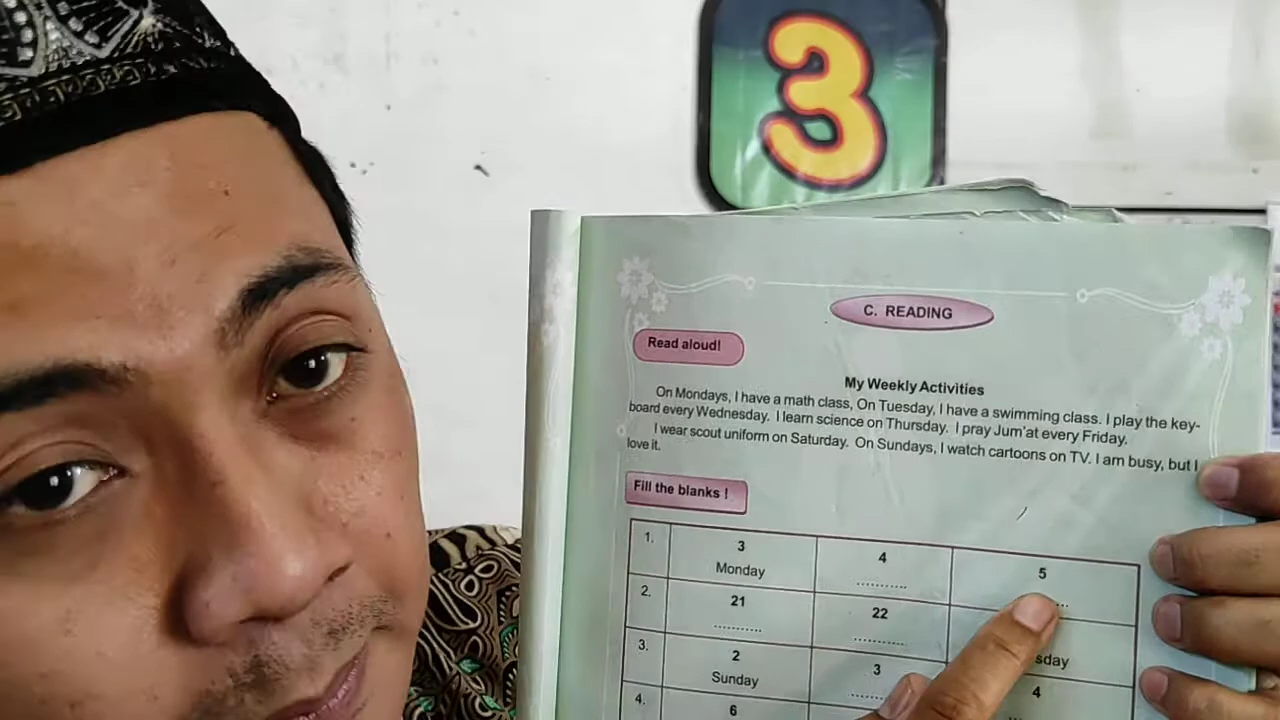 3
C. READING
Read aloud!
My Weekly Activities
On Mondays, I have a math class, On Tuesday, I have a swimming class. I play the key-
board every Wednesday. I learn science on Thursday. I pray Jum'at every Friday.
I wear scout uniform on Saturday. On Sundays, I watch cartoons on TV. I am busy, but I
love it.
Fill the blanks !
1. 3 4 5
Monday .......... ..
2. 21 22
.......... .......... sday
3. 2 3 4
Sunday ......
4. 6